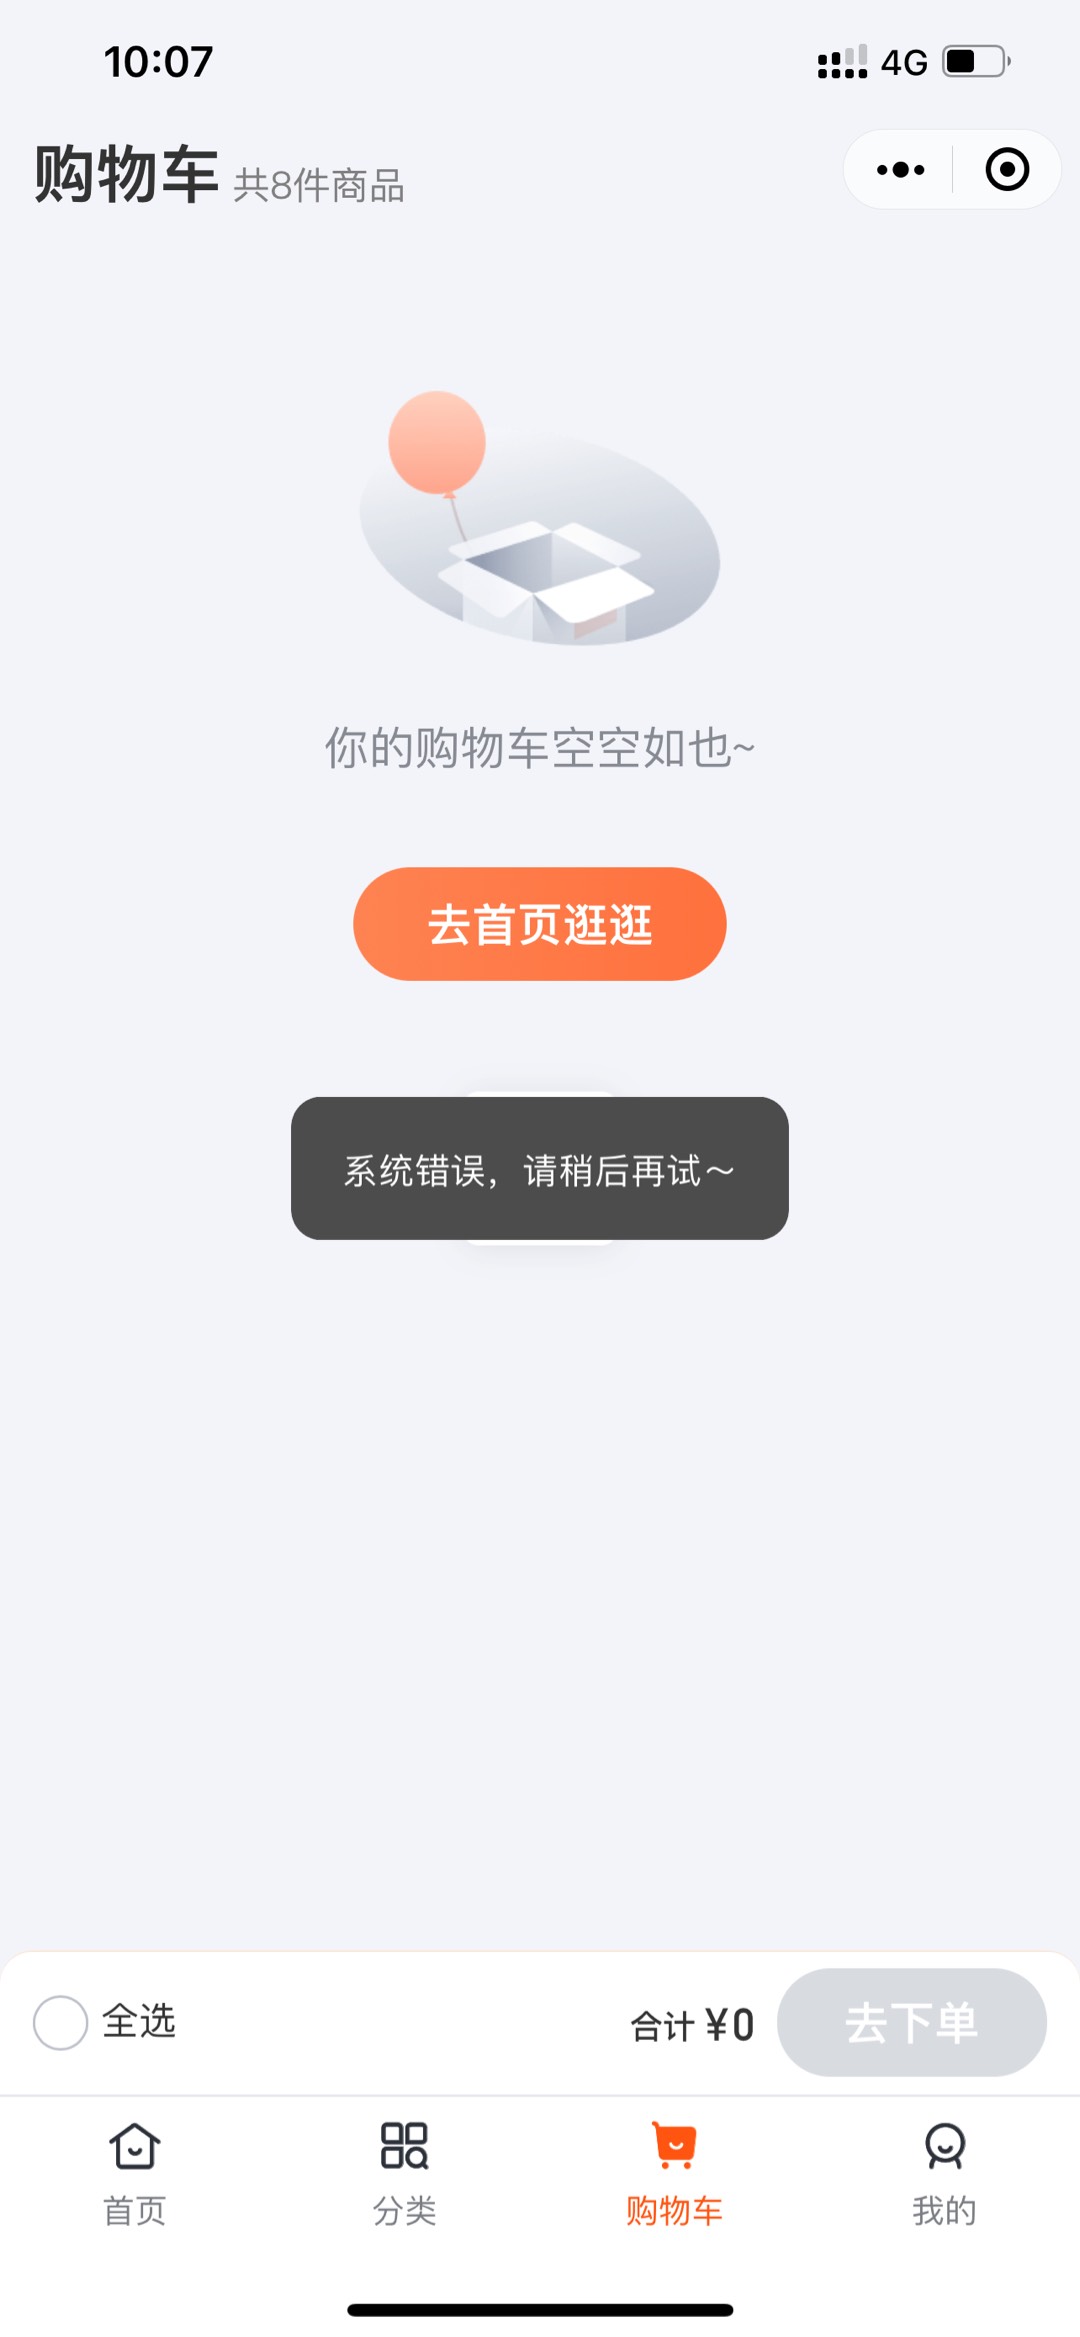 10:07
4G
购物车 共8件商品
你的购物车空空如也~
去首页逛逛
系统错误，请稍后再试～
全选
合计 ¥0
去下单
首页
分类
购物车
我的